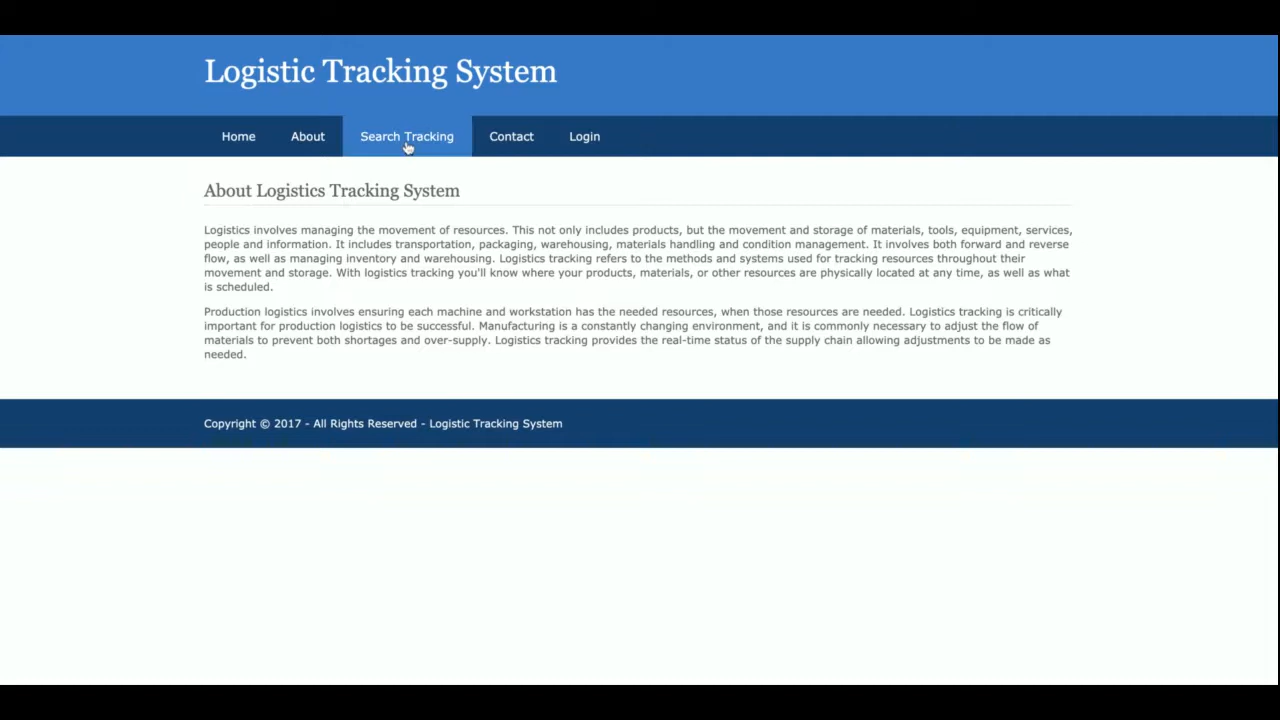 Logistic Tracking System
Home About Search Tracking Contact Login
About Logistics Tracking System
Logistics involves managing the movement of resources. This not only includes products, but the movement and storage of materials, tools, equipment, services,
people and information. It includes transportation, packaging, warehousing, materials handling and condition management. It involves both forward and reverse
flow, as well as managing inventory and warehousing. Logistics tracking refers to the methods and systems used for tracking resources throughout their
movement and storage. With logistics tracking you'll know where your products, materials, or other resources are physically located at any time, as well as what
is scheduled.
Production logistics involves ensuring each machine and workstation has the needed resources, when those resources are needed. Logistics tracking is critically
important for production logistics to be successful. Manufacturing is a constantly changing environment, and it is commonly necessary to adjust the flow of
materials to prevent both shortages and over-supply. Logistics tracking provides the real-time status of the supply chain allowing adjustments to be made as
needed.
Copyright © 2017 - All Rights Reserved - Logistic Tracking System